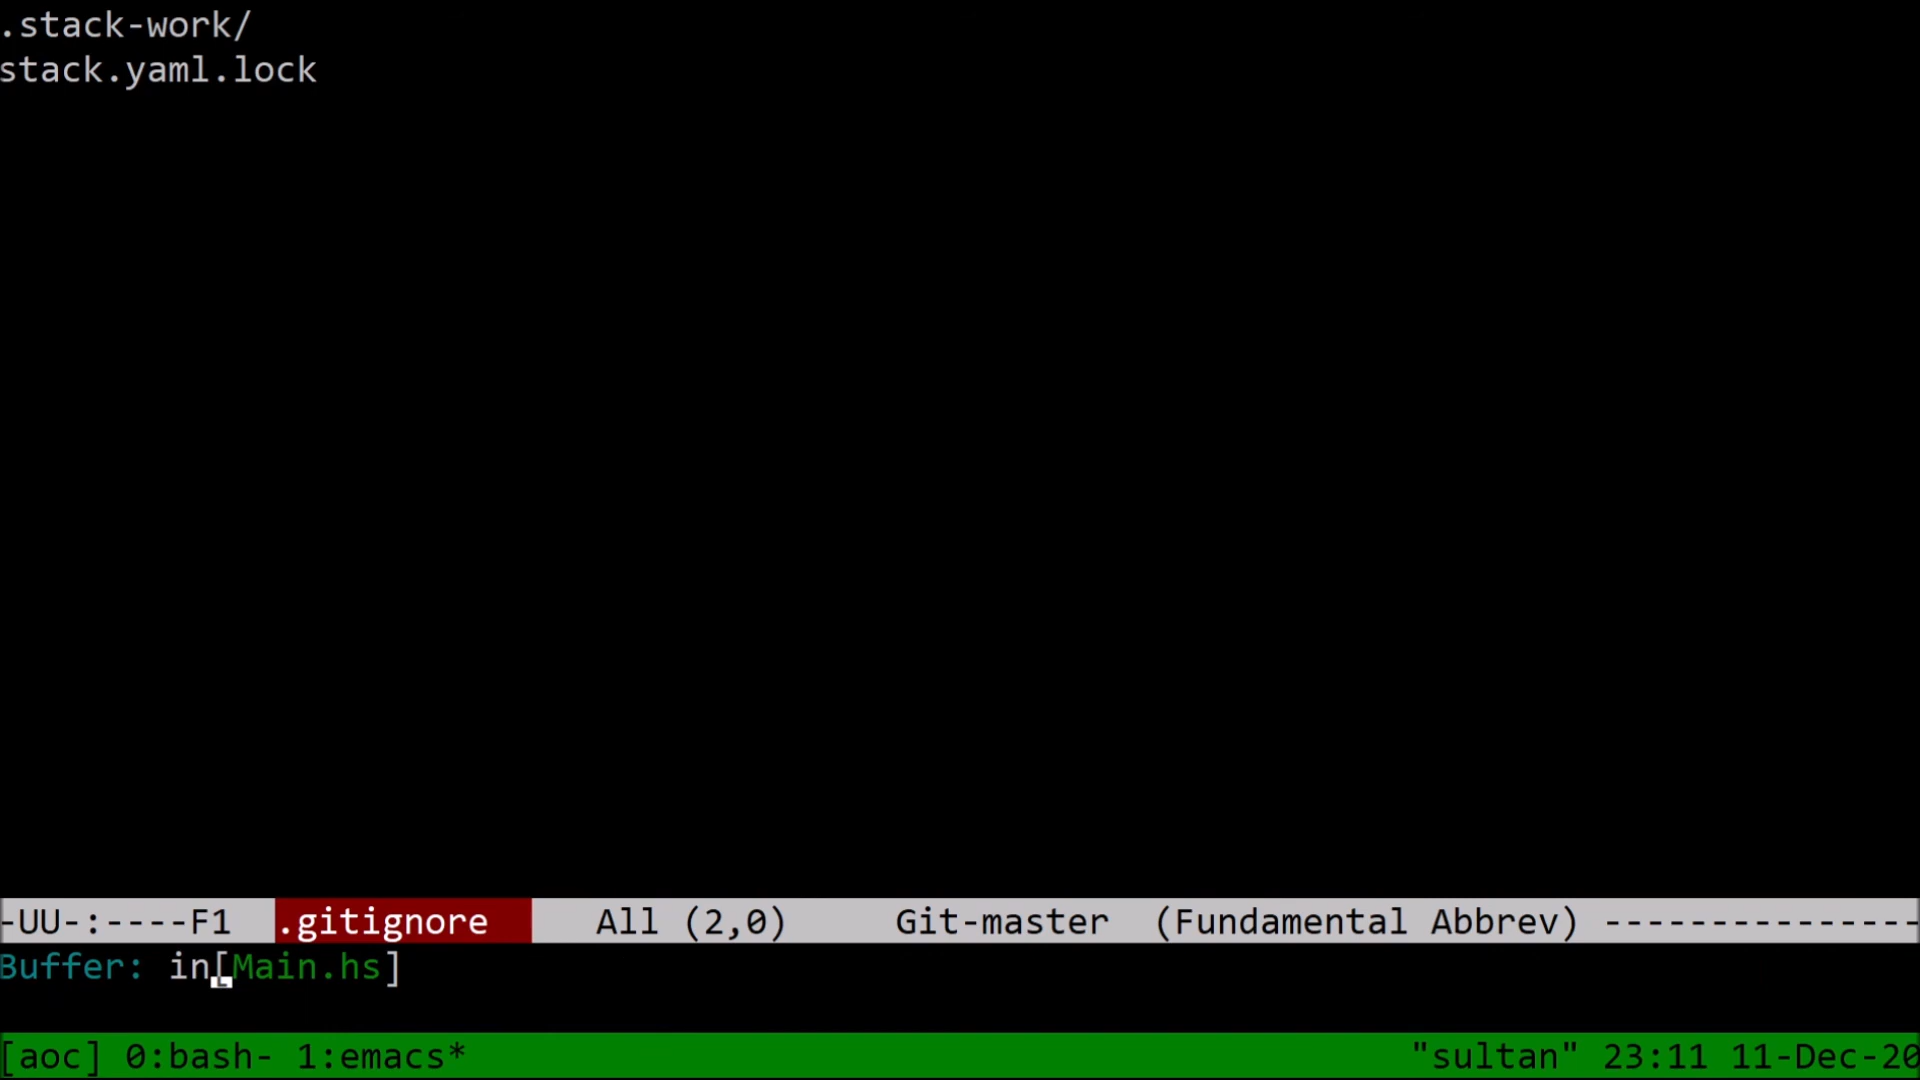 .stack-work/
stack.yaml.lock
-UU-:----F1 .gitignore All (2,0) Git-master (Fundamental Abbrev) ---------------
Buffer: in[Main.hs]
[aoc] 0:bash- 1:emacs* "sultan" 23:11 11-Dec-20